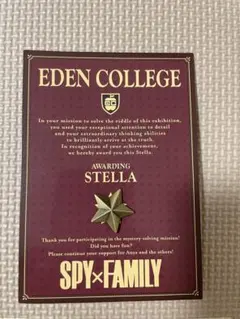 EDEN COLLEGE
EC
In your mission to solve the riddle of this exhibition,
you used your exceptional attention to detail
and your extraordinary thinking abilities
to brilliantly arrive at the truth.
In recognition of your achievement,
we hereby award you this Stella.
AWARDING
STELLA
Thank you for participating in the mystery-solving mission!
Did you have fun?
Please continue your support for Anya and the others!
SPY×FAMILY